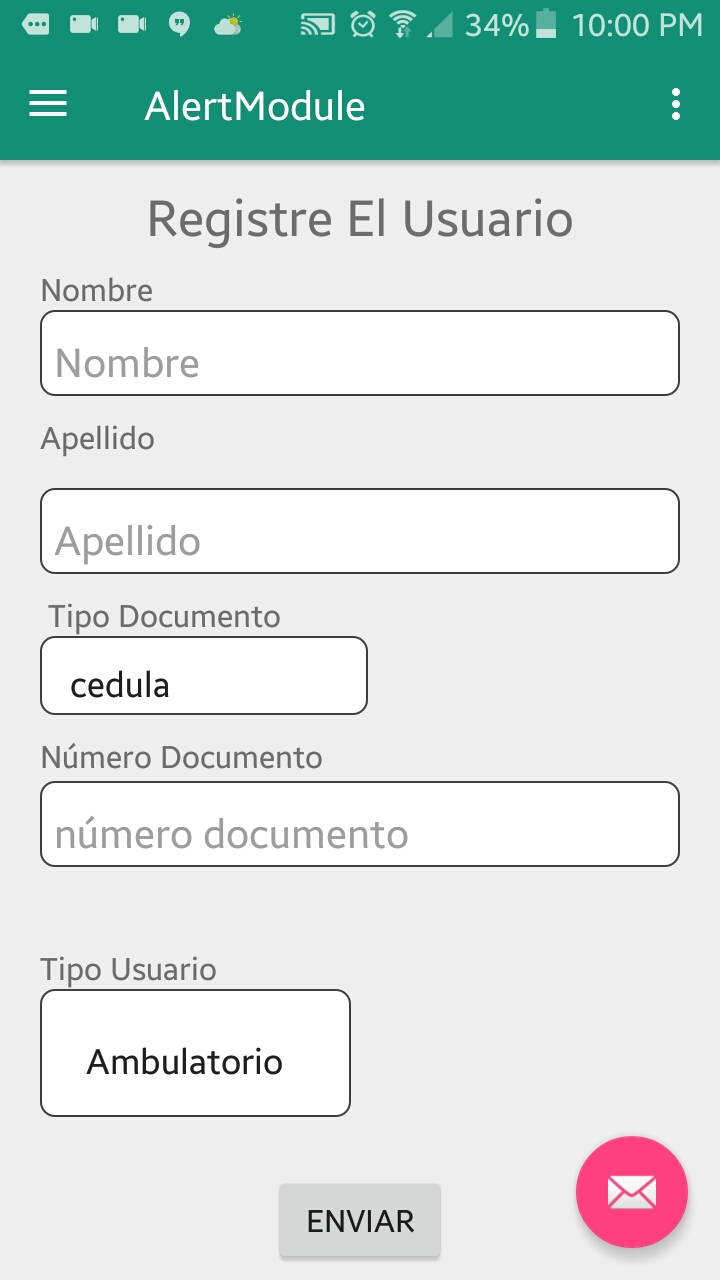 34% 10:00 PM
AlertModule
Registre El Usuario
Nombre
Nombre
Apellido
Apellido
Tipo Documento
cedula
Número Documento
número documento
Tipo Usuario
Ambulatorio
ENVIAR